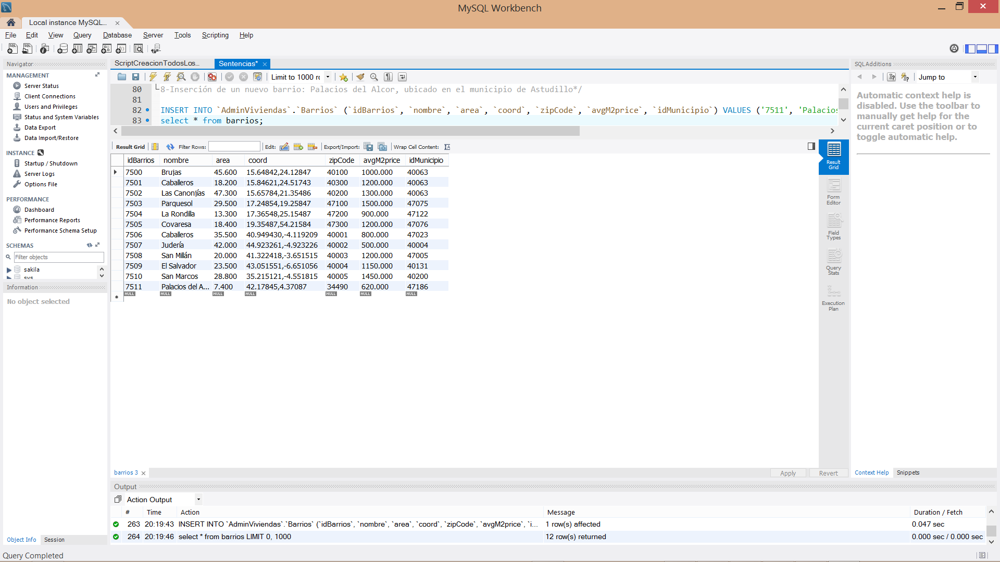 MySQL Workbench
Local instance MySQL...
File Edit View Query Database Server Tools Scripting Help
Navigator
MANAGEMENT
Server Status
Client Connections
Users and Privileges
Status and System Variables
Data Export
Data Import/Restore
INSTANCE
Startup / Shutdown
Server Logs
Options File
PERFORMANCE
Dashboard
Performance Reports
Performance Schema Setup
SCHEMAS
Filter objects
sakila
sys
Information
No object selected
Object Info Session
Query Completed
ScriptCreacionTodosLos... Sentencias*
Limit to 1000 r
80 8-Inserción de un nuevo barrio: Palacios del Alcor, ubicado en el municipio de Astudillo*/
81
82 INSERT INTO `AdminViviendas`.`Barrios` (`idBarrios`, `nombre`, `area`, `coord`, `zipCode`, `avgM2price`, `idMunicipio`) VALUES ('7511', 'Palacios
83 select * from barrios;
Result Grid Filter Rows: Edit: Export/Import: Wrap Cell Content:
idBarrios nombre area coord zipCode avgM2price idMunicipio
7500 Brujas 45.600 15.64842,24.12847 40100 1000.000 40063
7501 Caballeros 18.200 15.84621,24.51743 40300 1200.000 40063
7502 Las Canonjías 47.300 15.65784,21.35486 40200 1300.000 40063
7503 Parquesol 29.500 17.24854,19.25847 47100 1500.000 47075
7504 La Rondilla 13.300 17.36548,25.15487 47200 900.000 47122
7505 Covaresa 18.400 19.35487,54.21584 47300 1200.000 47076
7506 Caballeros 35.500 40.949430,-4.119209 40001 800.000 47023
7507 Judería 42.000 44.923261,-4.923226 40002 500.000 40004
7508 San Millán 20.000 41.322418,-3.651515 40003 1200.000 47005
7509 El Salvador 23.500 43.051551,-6.651056 40004 1150.000 40131
7510 San Marcos 28.800 35.215121,-4.551815 40005 1450.000 40200
7511 Palacios del A... 7.400 42.17845,4.37087 34490 620.000 47186
NULL NULL NULL NULL NULL NULL NULL
Result Grid
Form Editor
Field Types
Query Stats
Execution Plan
barrios 3
Apply Revert
SQLAdditions
Jump to
Automatic context help is
disabled. Use the toolbar to
manually get help for the
current caret position or to
toggle automatic help.
Context Help Snippets
Output
Action Output
# Time Action Message Duration / Fetch
263 20:19:43 INSERT INTO `AdminViviendas`.`Barrios` (`idBarrios`, `nombre`, `area`, `coord`, `zipCode`, `avgM2price`, `i... 1 row(s) affected 0.047 sec
264 20:19:46 select * from barrios LIMIT 0, 1000 12 row(s) returned 0.000 sec / 0.000 sec